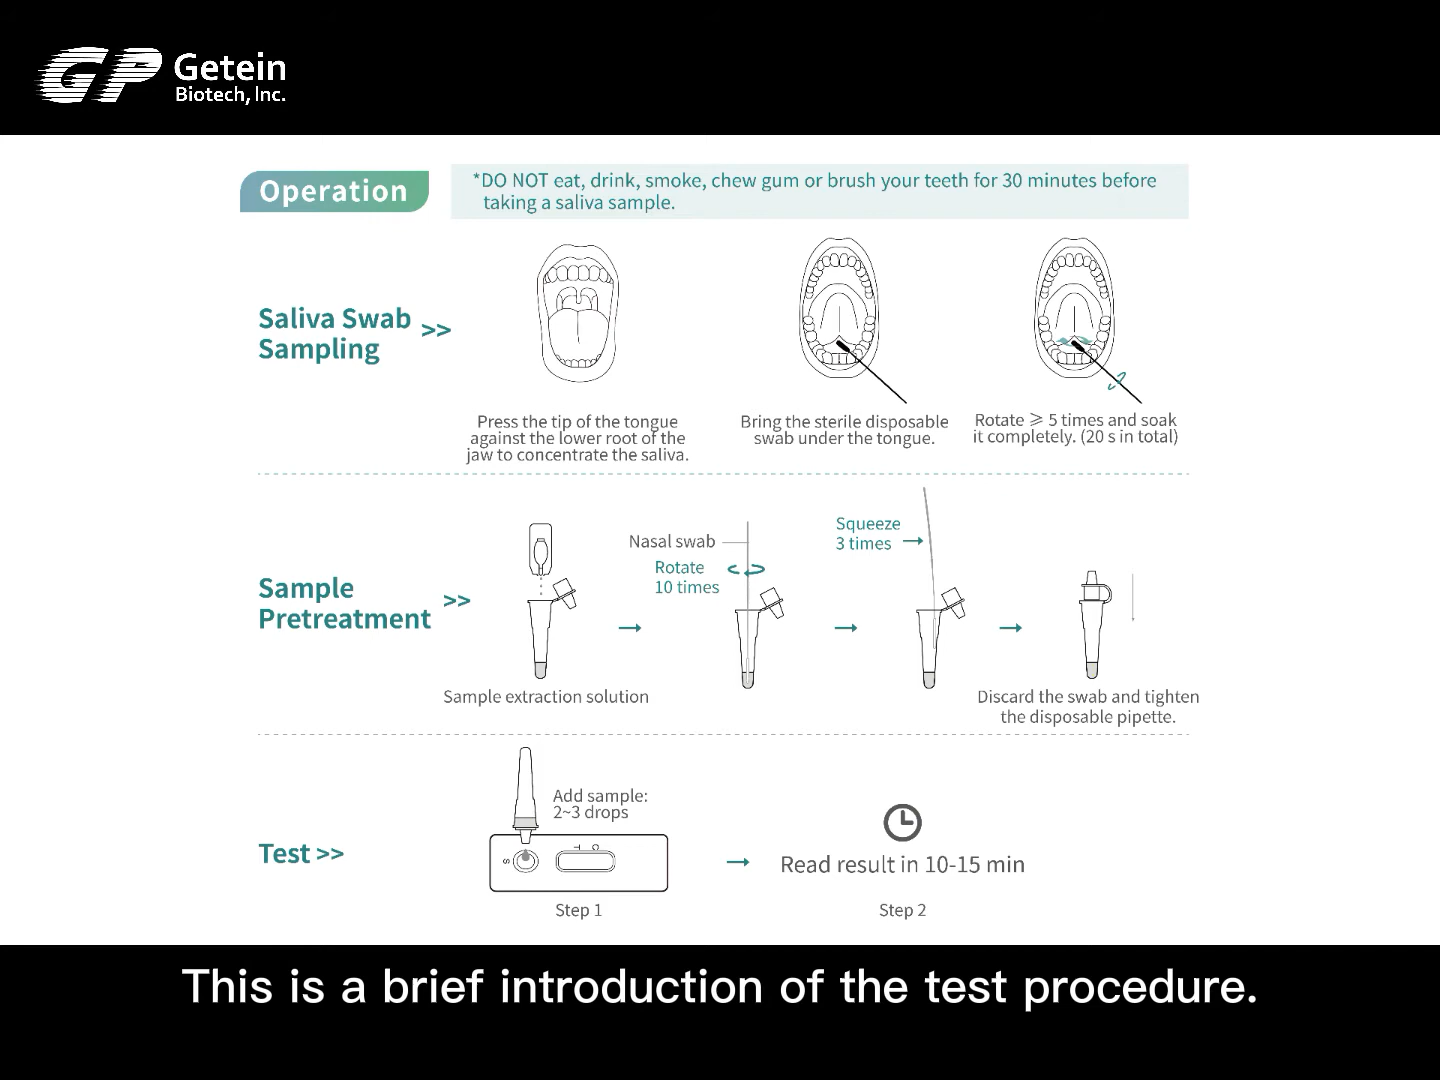 GP Getein
Biotech, Inc.
Operation
*DO NOT eat, drink, smoke, chew gum or brush your teeth for 30 minutes before
taking a saliva sample.
Saliva Swab >>
Sampling
Press the tip of the tongue
against the lower root of the
jaw to concentrate the saliva.
Bring the sterile disposable
swab under the tongue.
Rotate ⩾ 5 times and soak
it completely. (20 s in total)
Sample >>
Pretreatment
Sample extraction solution
Nasal swab
Rotate
10 times
Squeeze
3 times
Discard the swab and tighten
the disposable pipette.
Test >>
Add sample:
2~3 drops
S
T C
Step 1
Read result in 10-15 min
Step 2
This is a brief introduction of the test procedure.